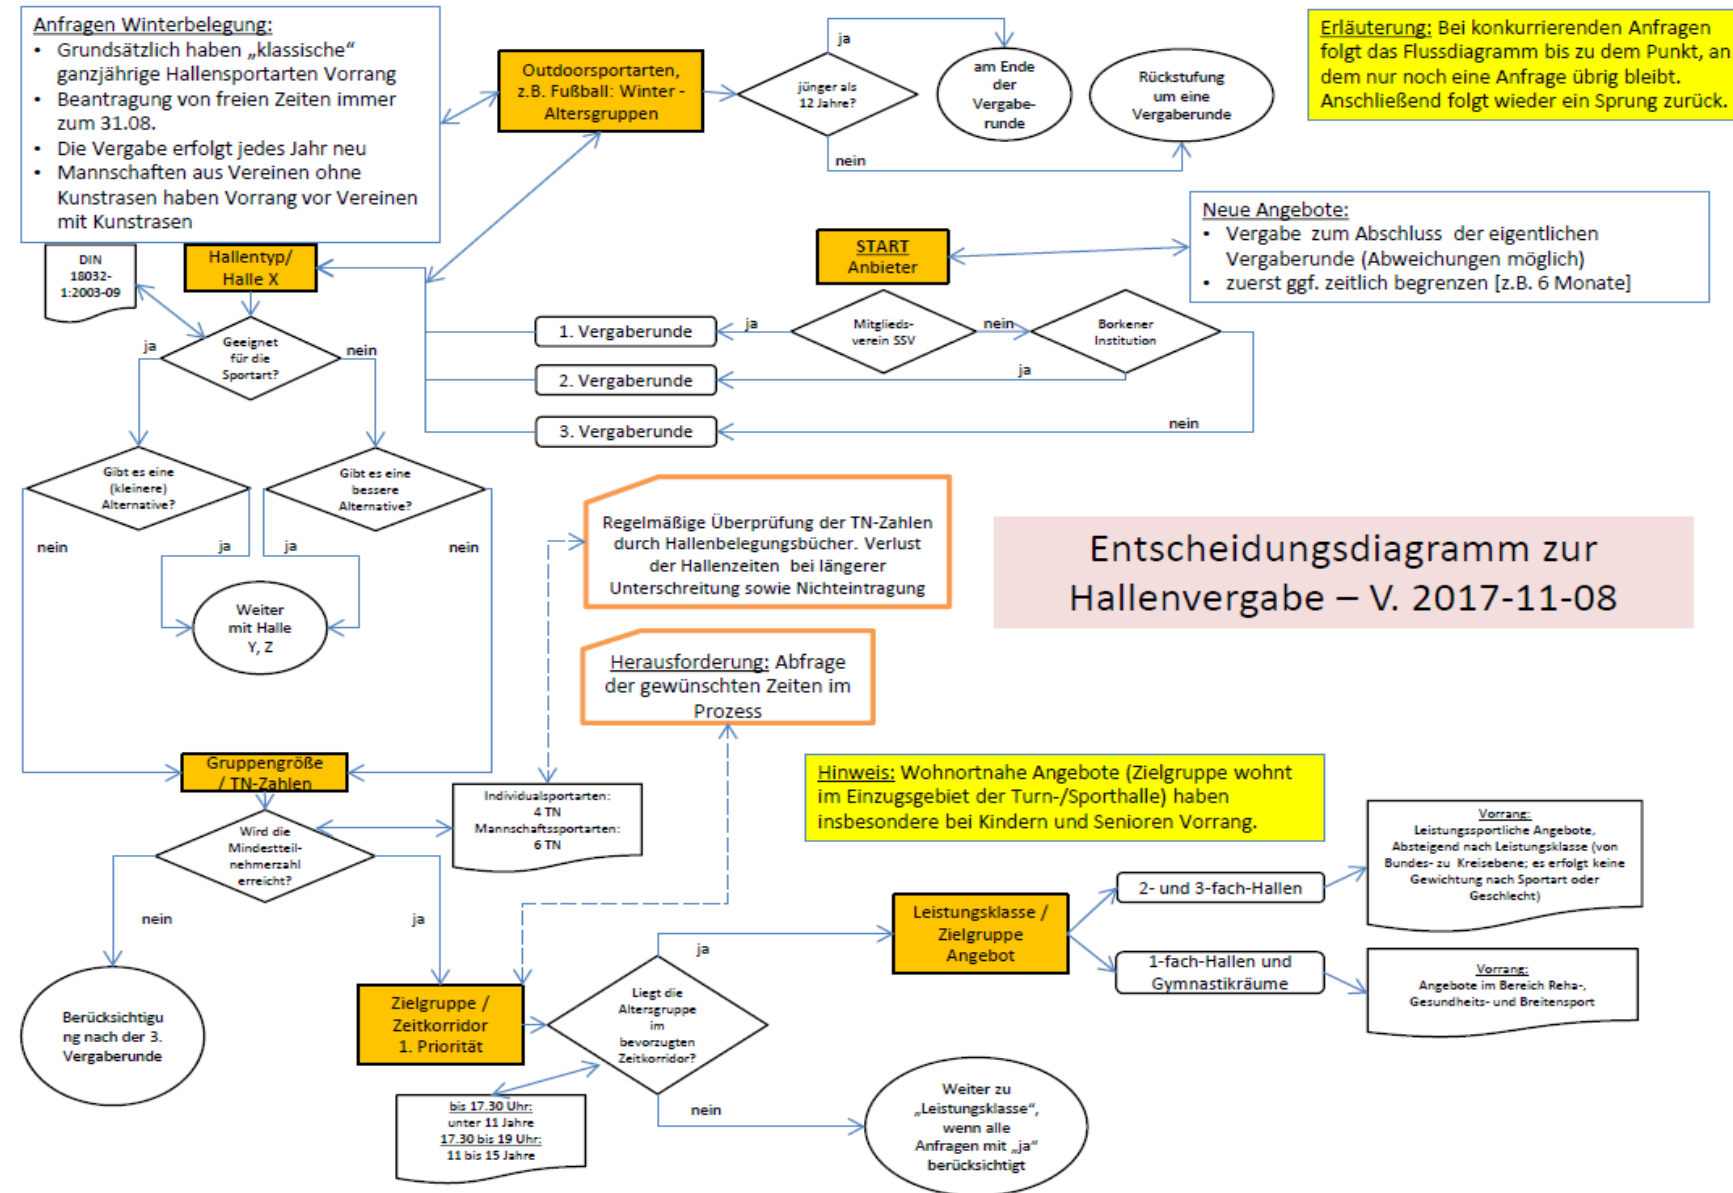 Anfragen Winterbelegung:
• Grundsätzlich haben „klassische“
ganzjährige Hallensportarten Vorrang
• Beantragung von freien Zeiten immer
zum 31.08.
• Die Vergabe erfolgt jedes Jahr neu
• Mannschaften aus Vereinen ohne
Kunstrasen haben Vorrang vor Vereinen
mit Kunstrasen
Outdoorsportarten,
z.B. Fußball: Winter -
Altersgruppen
ja
jünger als
12 Jahre?
nein
am Ende
der
Vergabe-
runde
Rückstufung
um eine
Vergaberunde
Erläuterung: Bei konkurrierenden Anfragen
folgt das Flussdiagramm bis zu dem Punkt, an
dem nur noch eine Anfrage übrig bleibt.
Anschließend folgt wieder ein Sprung zurück.
Neue Angebote:
• Vergabe zum Abschluss der eigentlichen
Vergaberunde (Abweichungen möglich)
• zuerst ggf. zeitlich begrenzen [z.B. 6 Monate]
START
Anbieter
DIN
18032-
1:2003-09
Hallentyp/
Halle X
1. Vergaberunde
ja
Mitglieds-
verein SSV
nein
Borkener
Institution
2. Vergaberunde
ja
3. Vergaberunde
nein
ja
Geeignet
für die
Sportart?
nein
Gibt es eine
(kleinere)
Alternative?
Gibt es eine
bessere
Alternative?
nein
ja
ja
nein
Weiter
mit Halle
Y, Z
Regelmäßige Überprüfung der TN-Zahlen
durch Hallenbelegungsbücher. Verlust
der Hallenzeiten bei längerer
Unterschreitung sowie Nichteintragung
Entscheidungsdiagramm zur
Hallenvergabe – V. 2017-11-08
Herausforderung: Abfrage
der gewünschten Zeiten im
Prozess
Gruppengröße
/ TN-Zahlen
Individualsportarten:
4 TN
Mannschaftssportarten:
6 TN
Hinweis: Wohnortnahe Angebote (Zielgruppe wohnt
im Einzugsgebiet der Turn-/Sporthalle) haben
insbesondere bei Kindern und Senioren Vorrang.
Wird die
Mindestteil-
nehmerzahl
erreicht?
nein
ja
Berücksichtigu
ng nach der 3.
Vergaberunde
Zielgruppe /
Zeitkorridor
1. Priorität
Liegt die
Altersgruppe
im
bevorzugten
Zeitkorridor?
ja
nein
bis 17.30 Uhr:
unter 11 Jahre
17.30 bis 19 Uhr:
11 bis 15 Jahre
Weiter zu
„Leistungsklasse“,
wenn alle
Anfragen mit „ja“
berücksichtigt
Leistungsklasse /
Zielgruppe
Angebot
2- und 3-fach-Hallen
1-fach-Hallen und
Gymnastikräume
Vorrang:
Leistungssportliche Angebote,
Absteigend nach Leistungsklasse (von
Bundes- zu Kreisebene; es erfolgt keine
Gewichtung nach Sportart oder
Geschlecht)
Vorrang:
Angebote im Bereich Reha-,
Gesundheits- und Breitensport